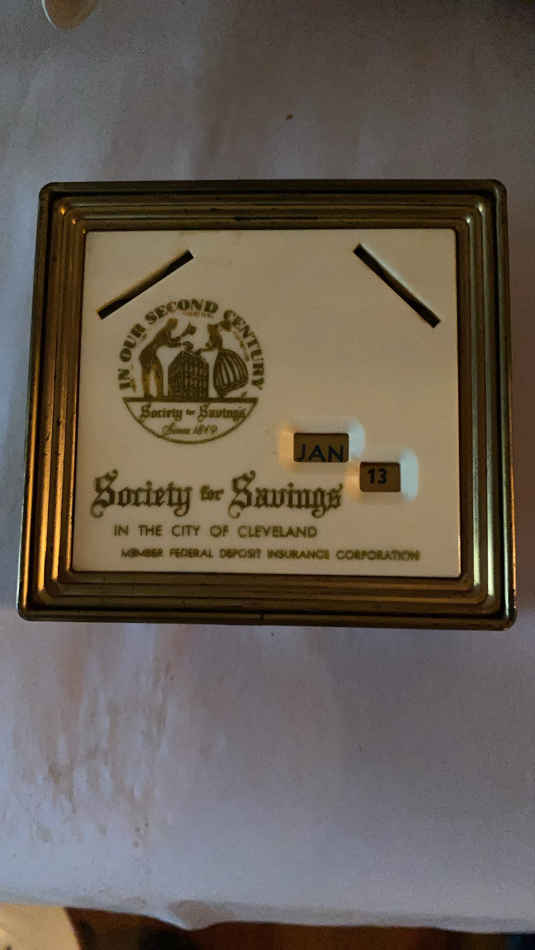 IN OUR SECOND CENTURY
Society for Savings
Since 1849
JAN
13
Society for Savings
IN THE CITY OF CLEVELAND
MEMBER FEDERAL DEPOSIT INSURANCE CORPORATION